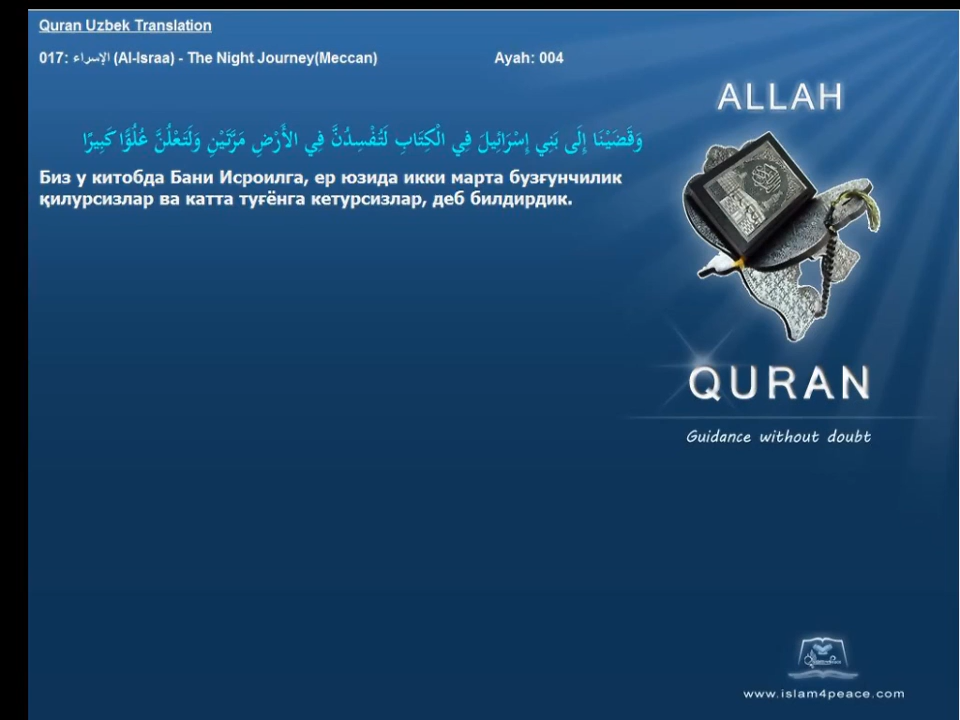 Quran Uzbek Translation
017: الإسراء (Al-Israa) - The Night Journey(Meccan) Ayah: 004
وَقَضَيْنَا إِلَى بَنِي إِسْرَائِيلَ فِي الْكِتَابِ لَتُفْسِدُنَّ فِي الأَرْضِ مَرَّتَيْنِ وَلَتَعْلُنَّ عُلُوًّا كَبِيرًا
Биз у китобда Бани Исроилга, ер юзида икки марта бузғунчилик
қилурсизлар ва катта туғёнга кетурсизлар, деб билдирдик.
ALLAH
QURAN
Guidance without doubt
www.islam4peace.com